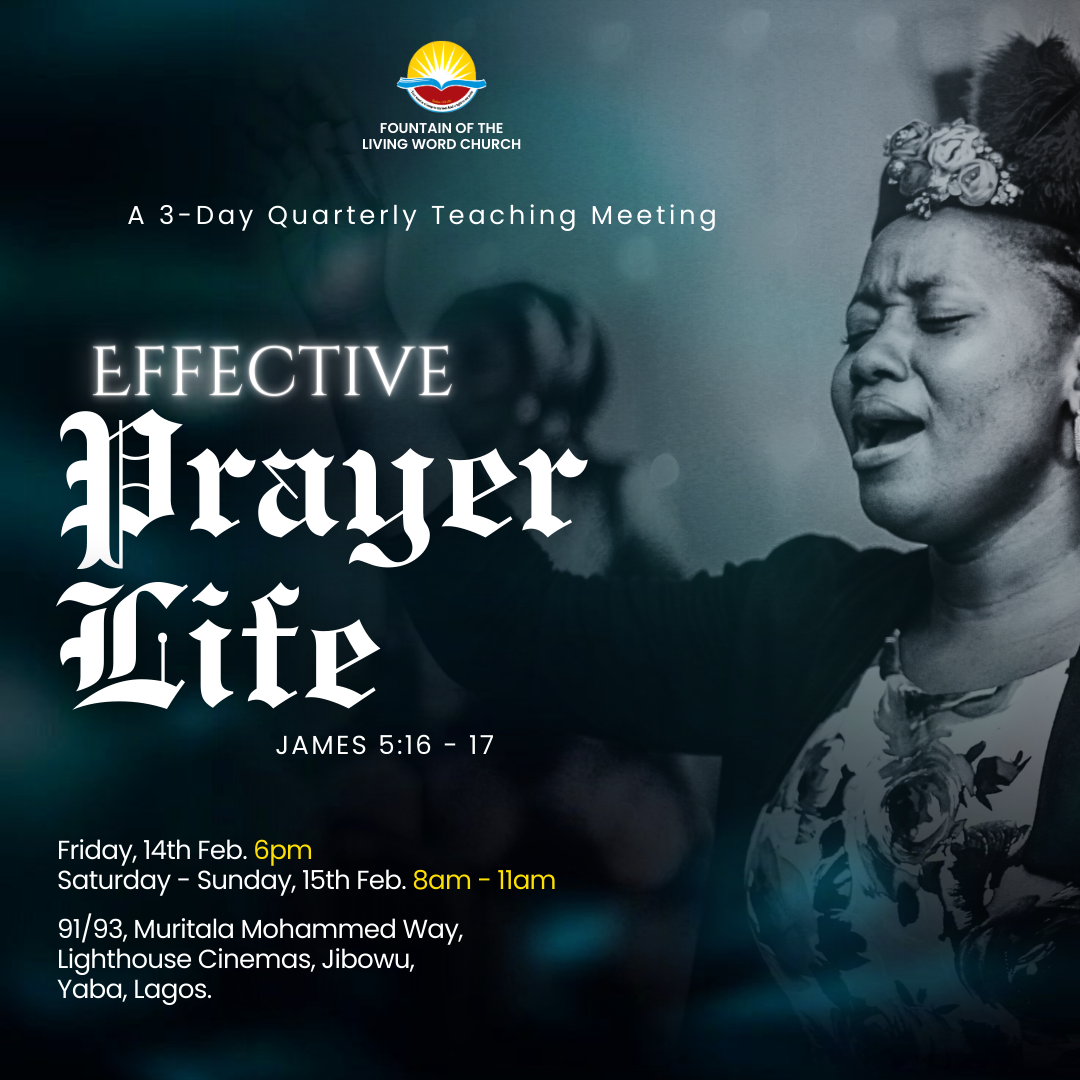 FOUNTAIN OF THE
LIVING WORD CHURCH
A 3-Day Quarterly Teaching Meeting
EFFECTIVE
Prayer
Life
JAMES 5:16 - 17
Friday, 14th Feb. 6pm
Saturday - Sunday, 15th Feb. 8am - 11am
91/93, Muritala Mohammed Way,
Lighthouse Cinemas, Jibowu,
Yaba, Lagos.